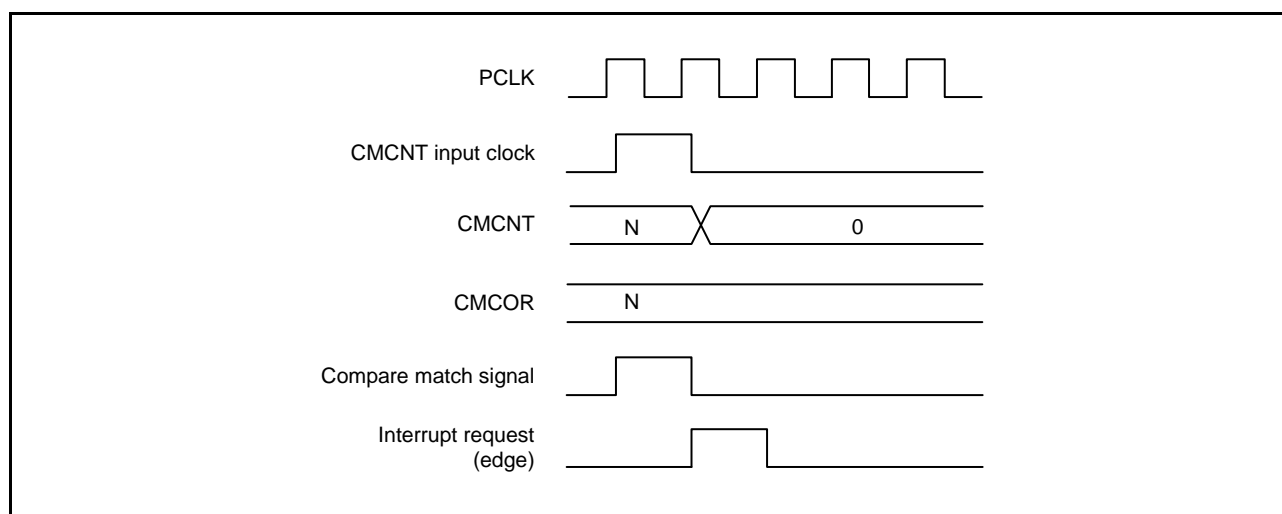 PCLK
CMCNT input clock
CMCNT
N
0
CMCOR
N
Compare match signal
Interrupt request
(edge)